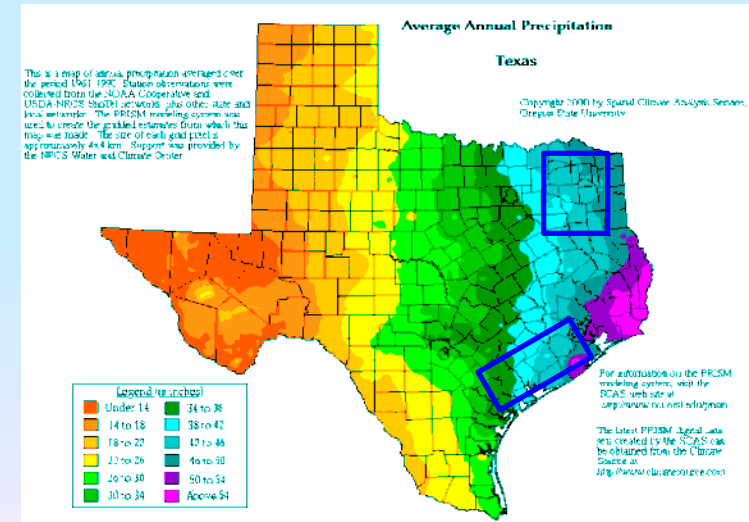 Average Annual Precipitation
Texas
This is a map of annual precipitation averaged over
the period 1961-1990. Station observations were
collected from the NOAA Cooperative and
USDA-NRCS SnoTel networks, plus other state and
local networks. The PRISM modeling system was
used to create the gridded estimates from which this
map was made. The size of each grid pixel is
approximately 4x4 km. Support was provided by
the NRCS Water and Climate Center.
Copyright 2000 by Spatial Climate Analysis Service,
Oregon State University
For information on the PRISM
modeling system, visit the
SCAS web site at
The latest PRISM digital data
sets created by the SCAS can
be obtained from the Climate
Source at
http://www.climatesource.com
Legend (in inches)
Under 14
14 to 18
18 to 22
22 to 26
26 to 30
30 to 34
34 to 38
38 to 42
42 to 46
46 to 50
50 to 54
Above 54